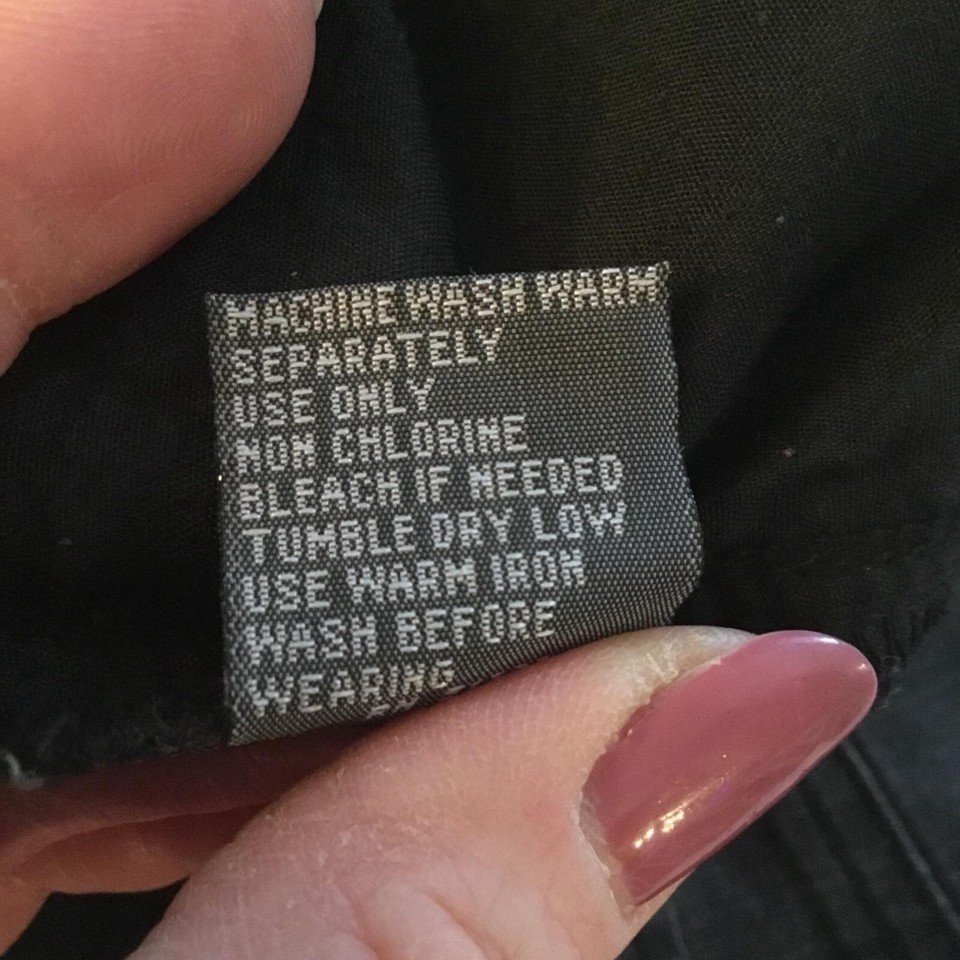 MACHINE WASH WARM
SEPARATELY
USE ONLY
NON CHLORINE
BLEACH IF NEEDED
TUMBLE DRY LOW
USE WARM IRON
WASH BEFORE
WEARING